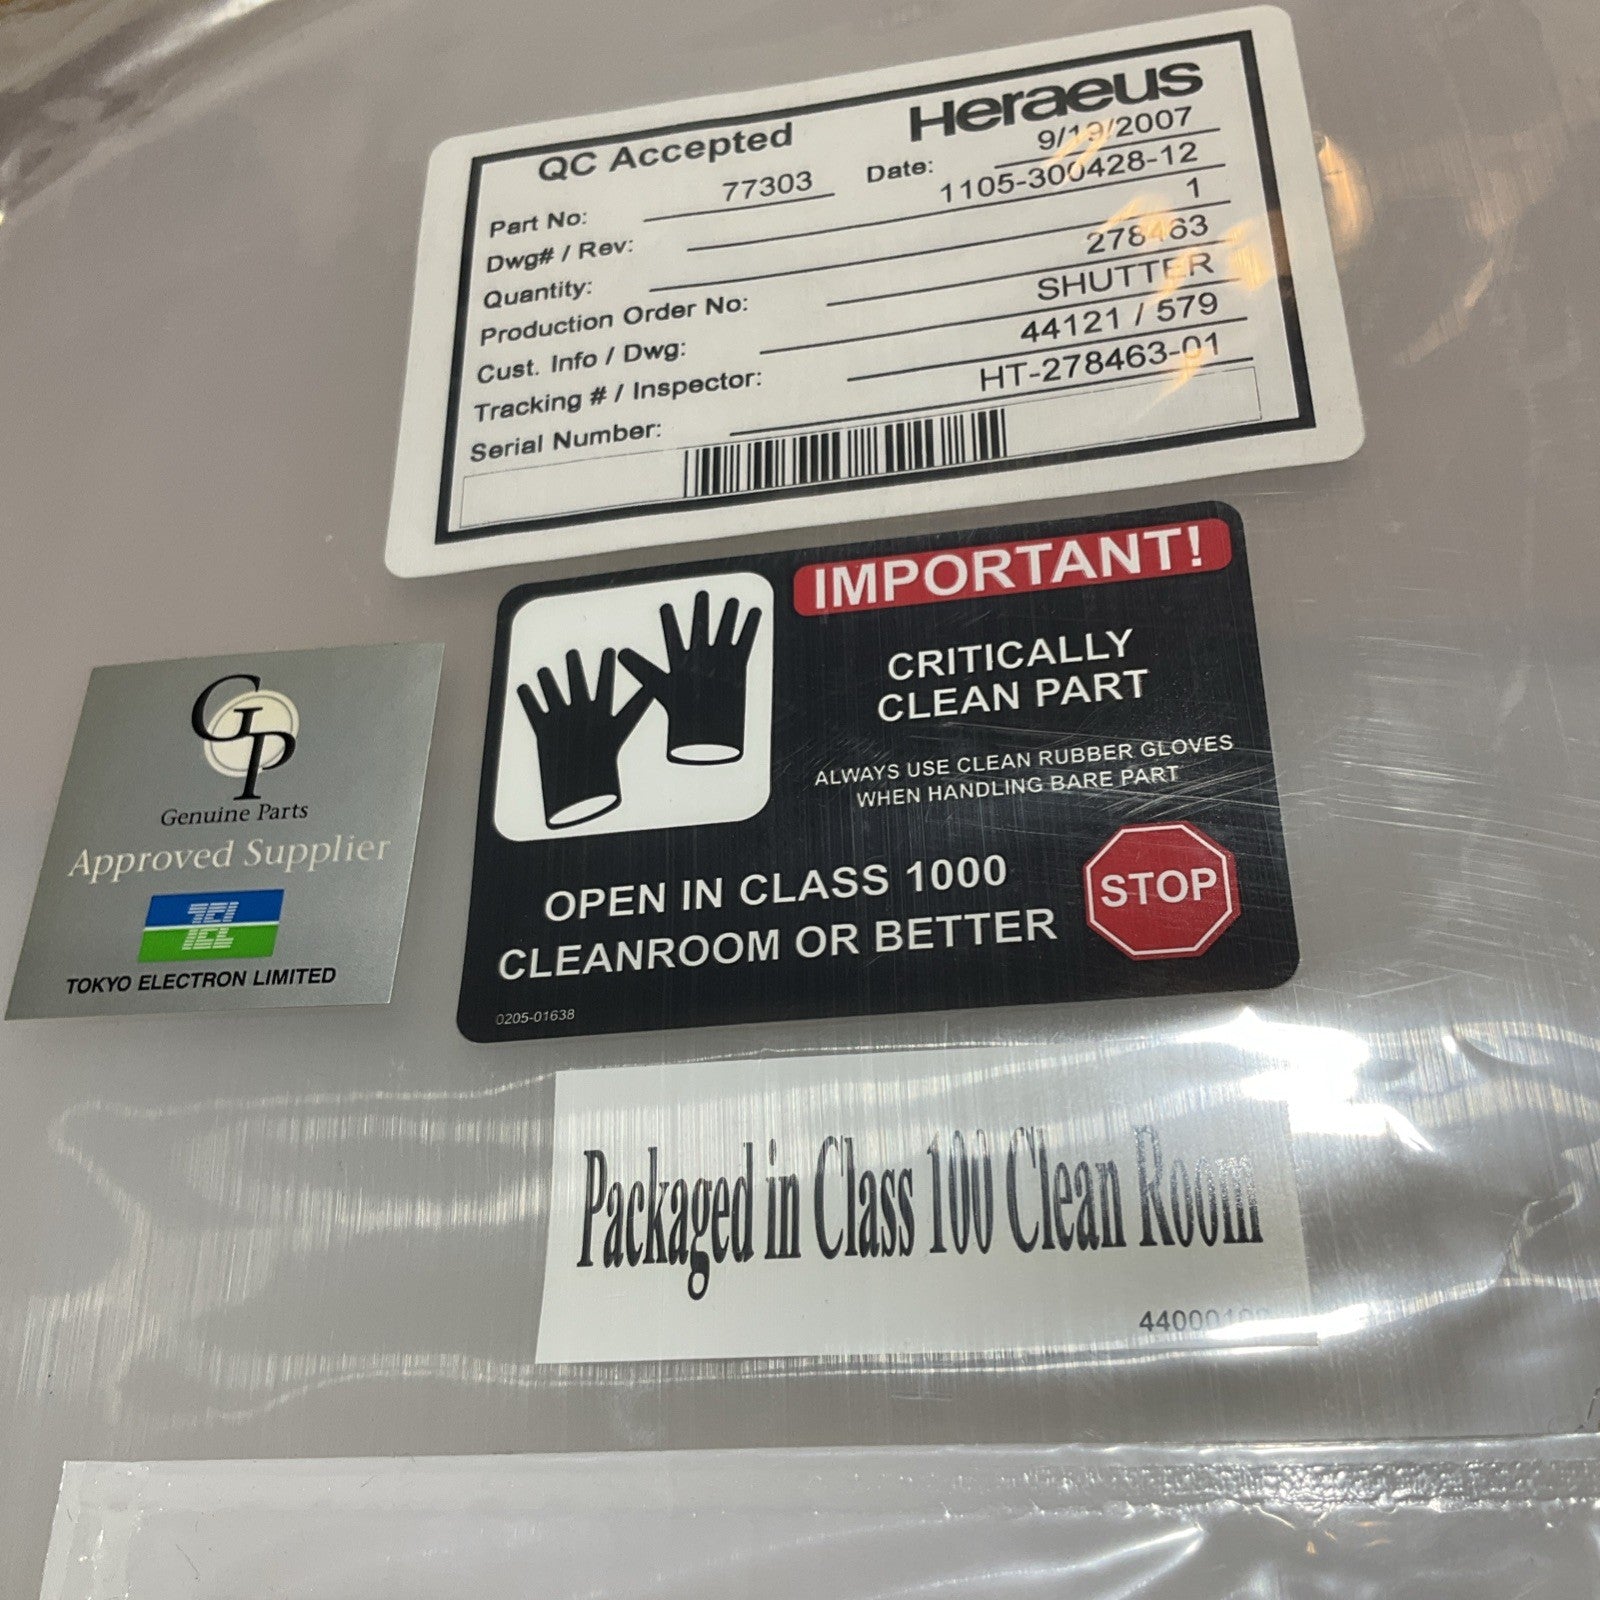 QC Accepted Heraeus
Part No: 77303 Date: 9/19/2007
Dwg# / Rev: 1105-300428-12
Quantity: 1
Production Order No: 278463
Cust. Info / Dwg: SHUTTER
Tracking # / Inspector: 44121 / 579
Serial Number: HT-278463-01
IMPORTANT!
CRITICALLY
CLEAN PART
ALWAYS USE CLEAN RUBBER GLOVES
WHEN HANDLING BARE PART
OPEN IN CLASS 1000
CLEANROOM OR BETTER
STOP
0205-01638
GP
Genuine Parts
Approved Supplier
TEL
TOKYO ELECTRON LIMITED
Packaged in Class 100 Clean Room